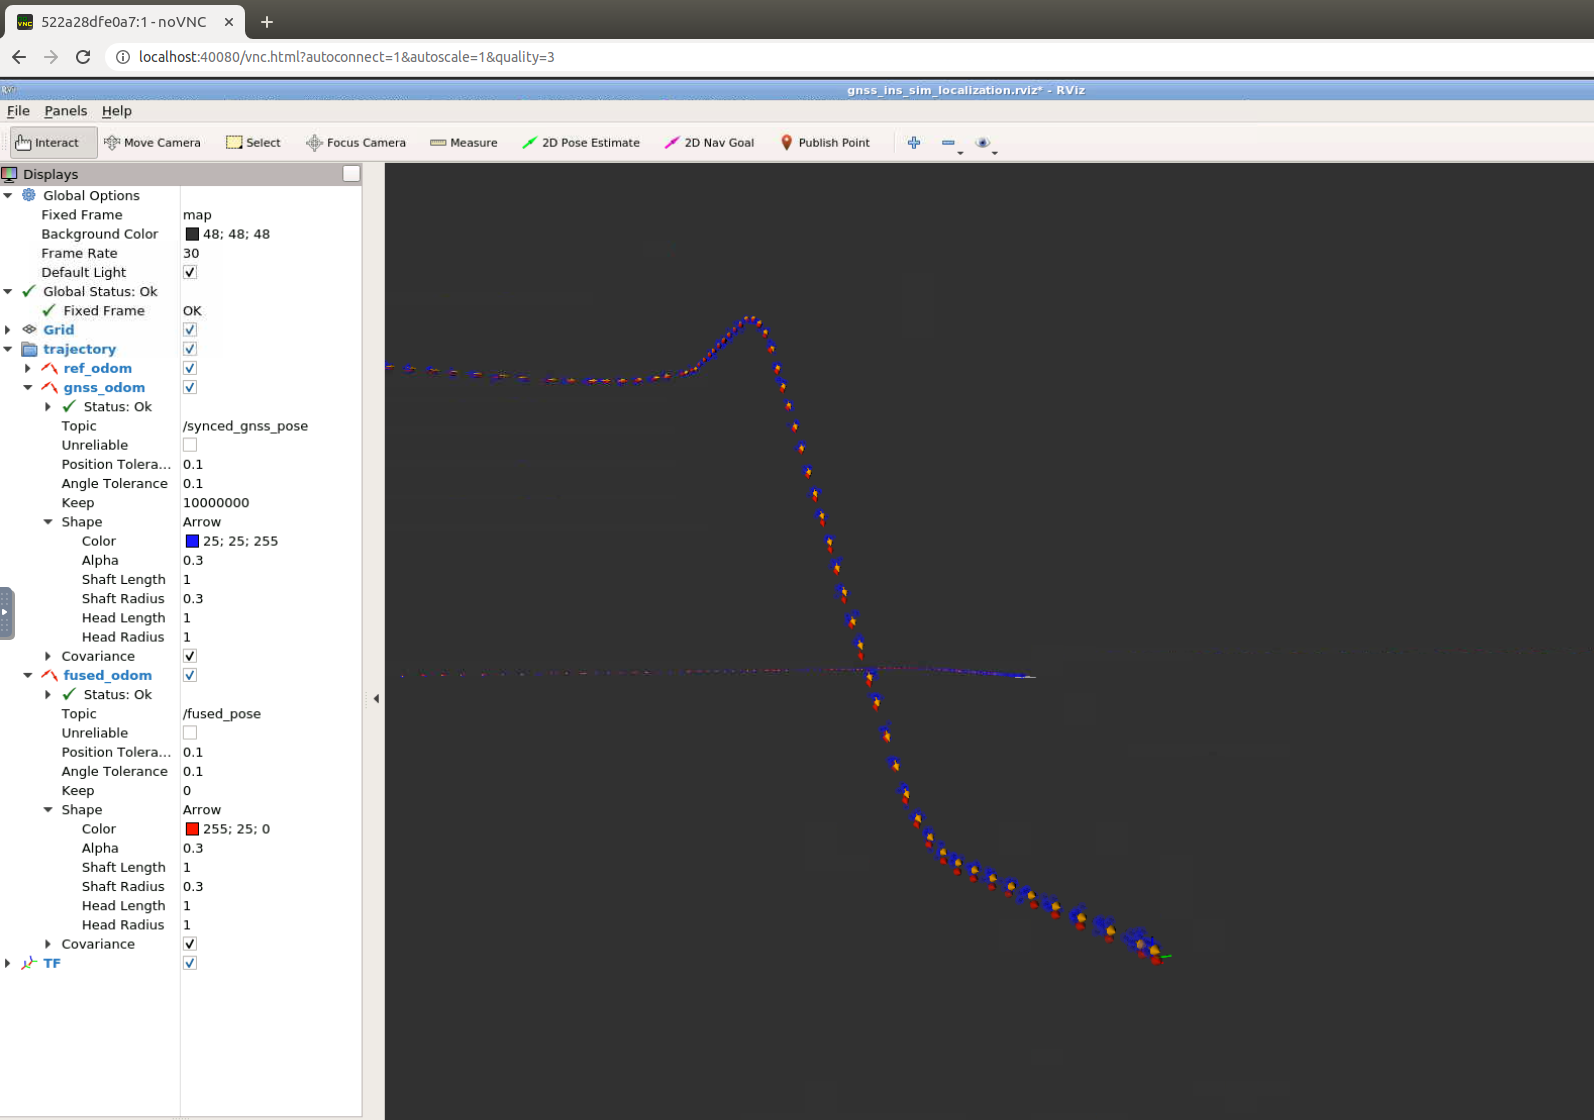 522a28dfe0a7:1 - noVNC
localhost:40080/vnc.html?autoconnect=1&autoscale=1&quality=3
gnss_ins_sim_localization.rviz* - RViz
File Panels Help
Interact Move Camera Select Focus Camera Measure 2D Pose Estimate 2D Nav Goal Publish Point
Displays
Global Options
Fixed Frame map
Background Color 48; 48; 48
Frame Rate 30
Default Light
Global Status: Ok
Fixed Frame OK
Grid
trajectory
ref_odom
gnss_odom
Status: Ok
Topic /synced_gnss_pose
Unreliable
Position Tolera... 0.1
Angle Tolerance 0.1
Keep 10000000
Shape Arrow
Color 25; 25; 255
Alpha 0.3
Shaft Length 1
Shaft Radius 0.3
Head Length 1
Head Radius 1
Covariance
fused_odom
Status: Ok
Topic /fused_pose
Unreliable
Position Tolera... 0.1
Angle Tolerance 0.1
Keep 0
Shape Arrow
Color 255; 25; 0
Alpha 0.3
Shaft Length 1
Shaft Radius 0.3
Head Length 1
Head Radius 1
Covariance
TF